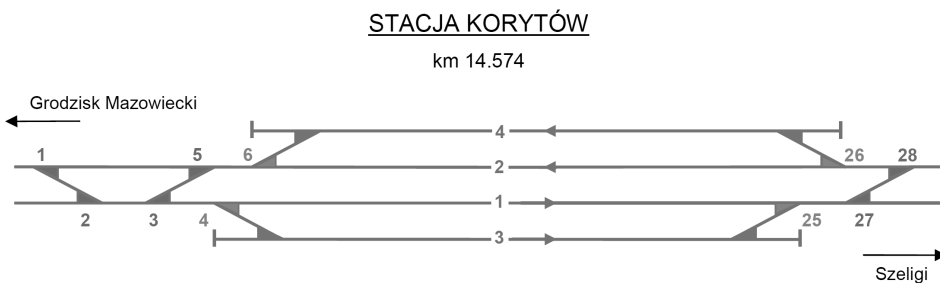 STACJA KORYTÓW
km 14.574
Grodzisk Mazowiecki
4
1 5 6 2 26 28
2 3 4 1 25 27
3
Szeligi